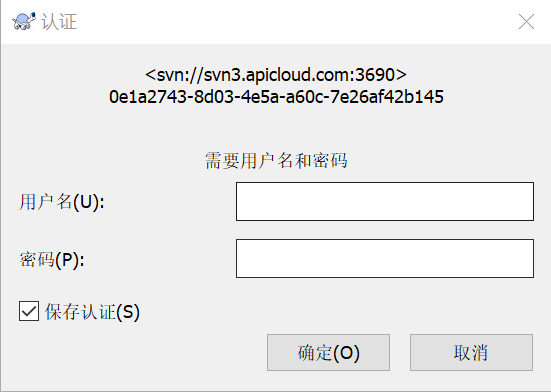 认证
<svn://svn3.apicloud.com:3690>
0e1a2743-8d03-4e5a-a60c-7e26af42b145
需要用户名和密码
用户名(U):
密码(P):
保存认证(S)
确定(O)
取消